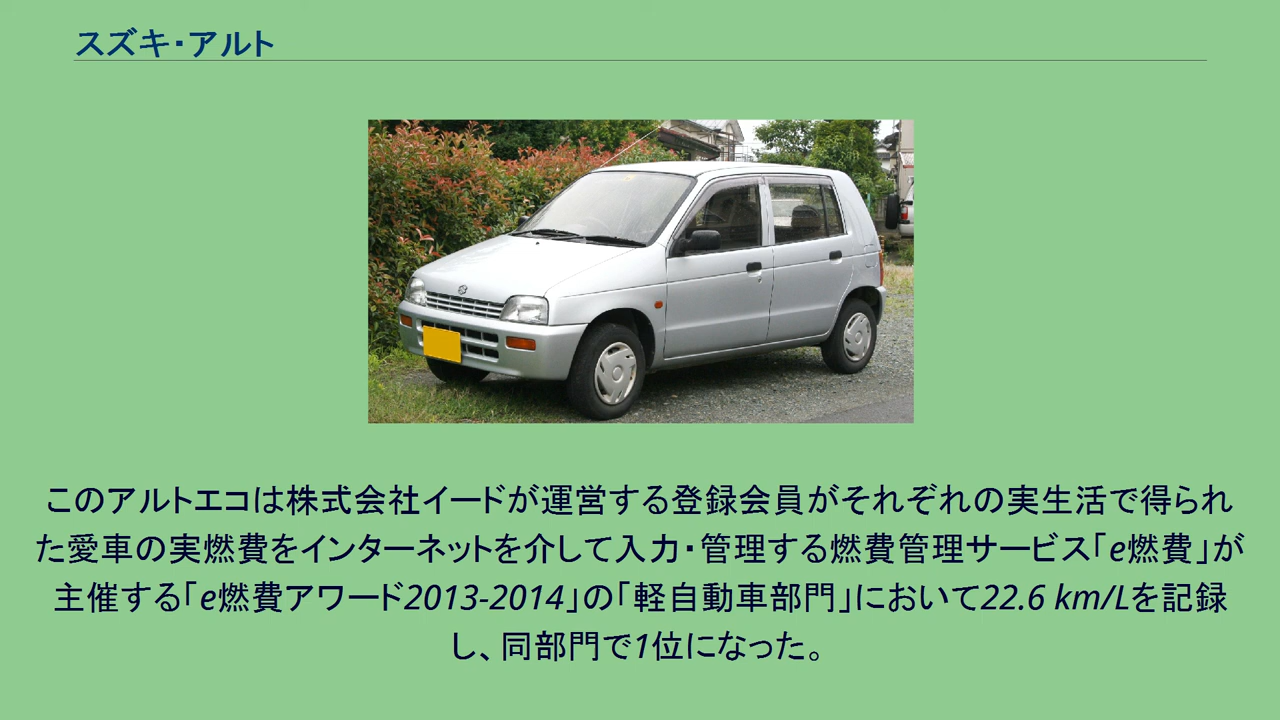 スズキ・アルト
このアルトエコは株式会社イードが運営する登録会員がそれぞれの実生活で得られ
た愛車の実燃費をインターネットを介して入力・管理する燃費管理サービス「e燃費」が
主催する「e燃費アワード2013-2014」の「軽自動車部門」において22.6 km/Lを記録
し、同部門で1位になった。